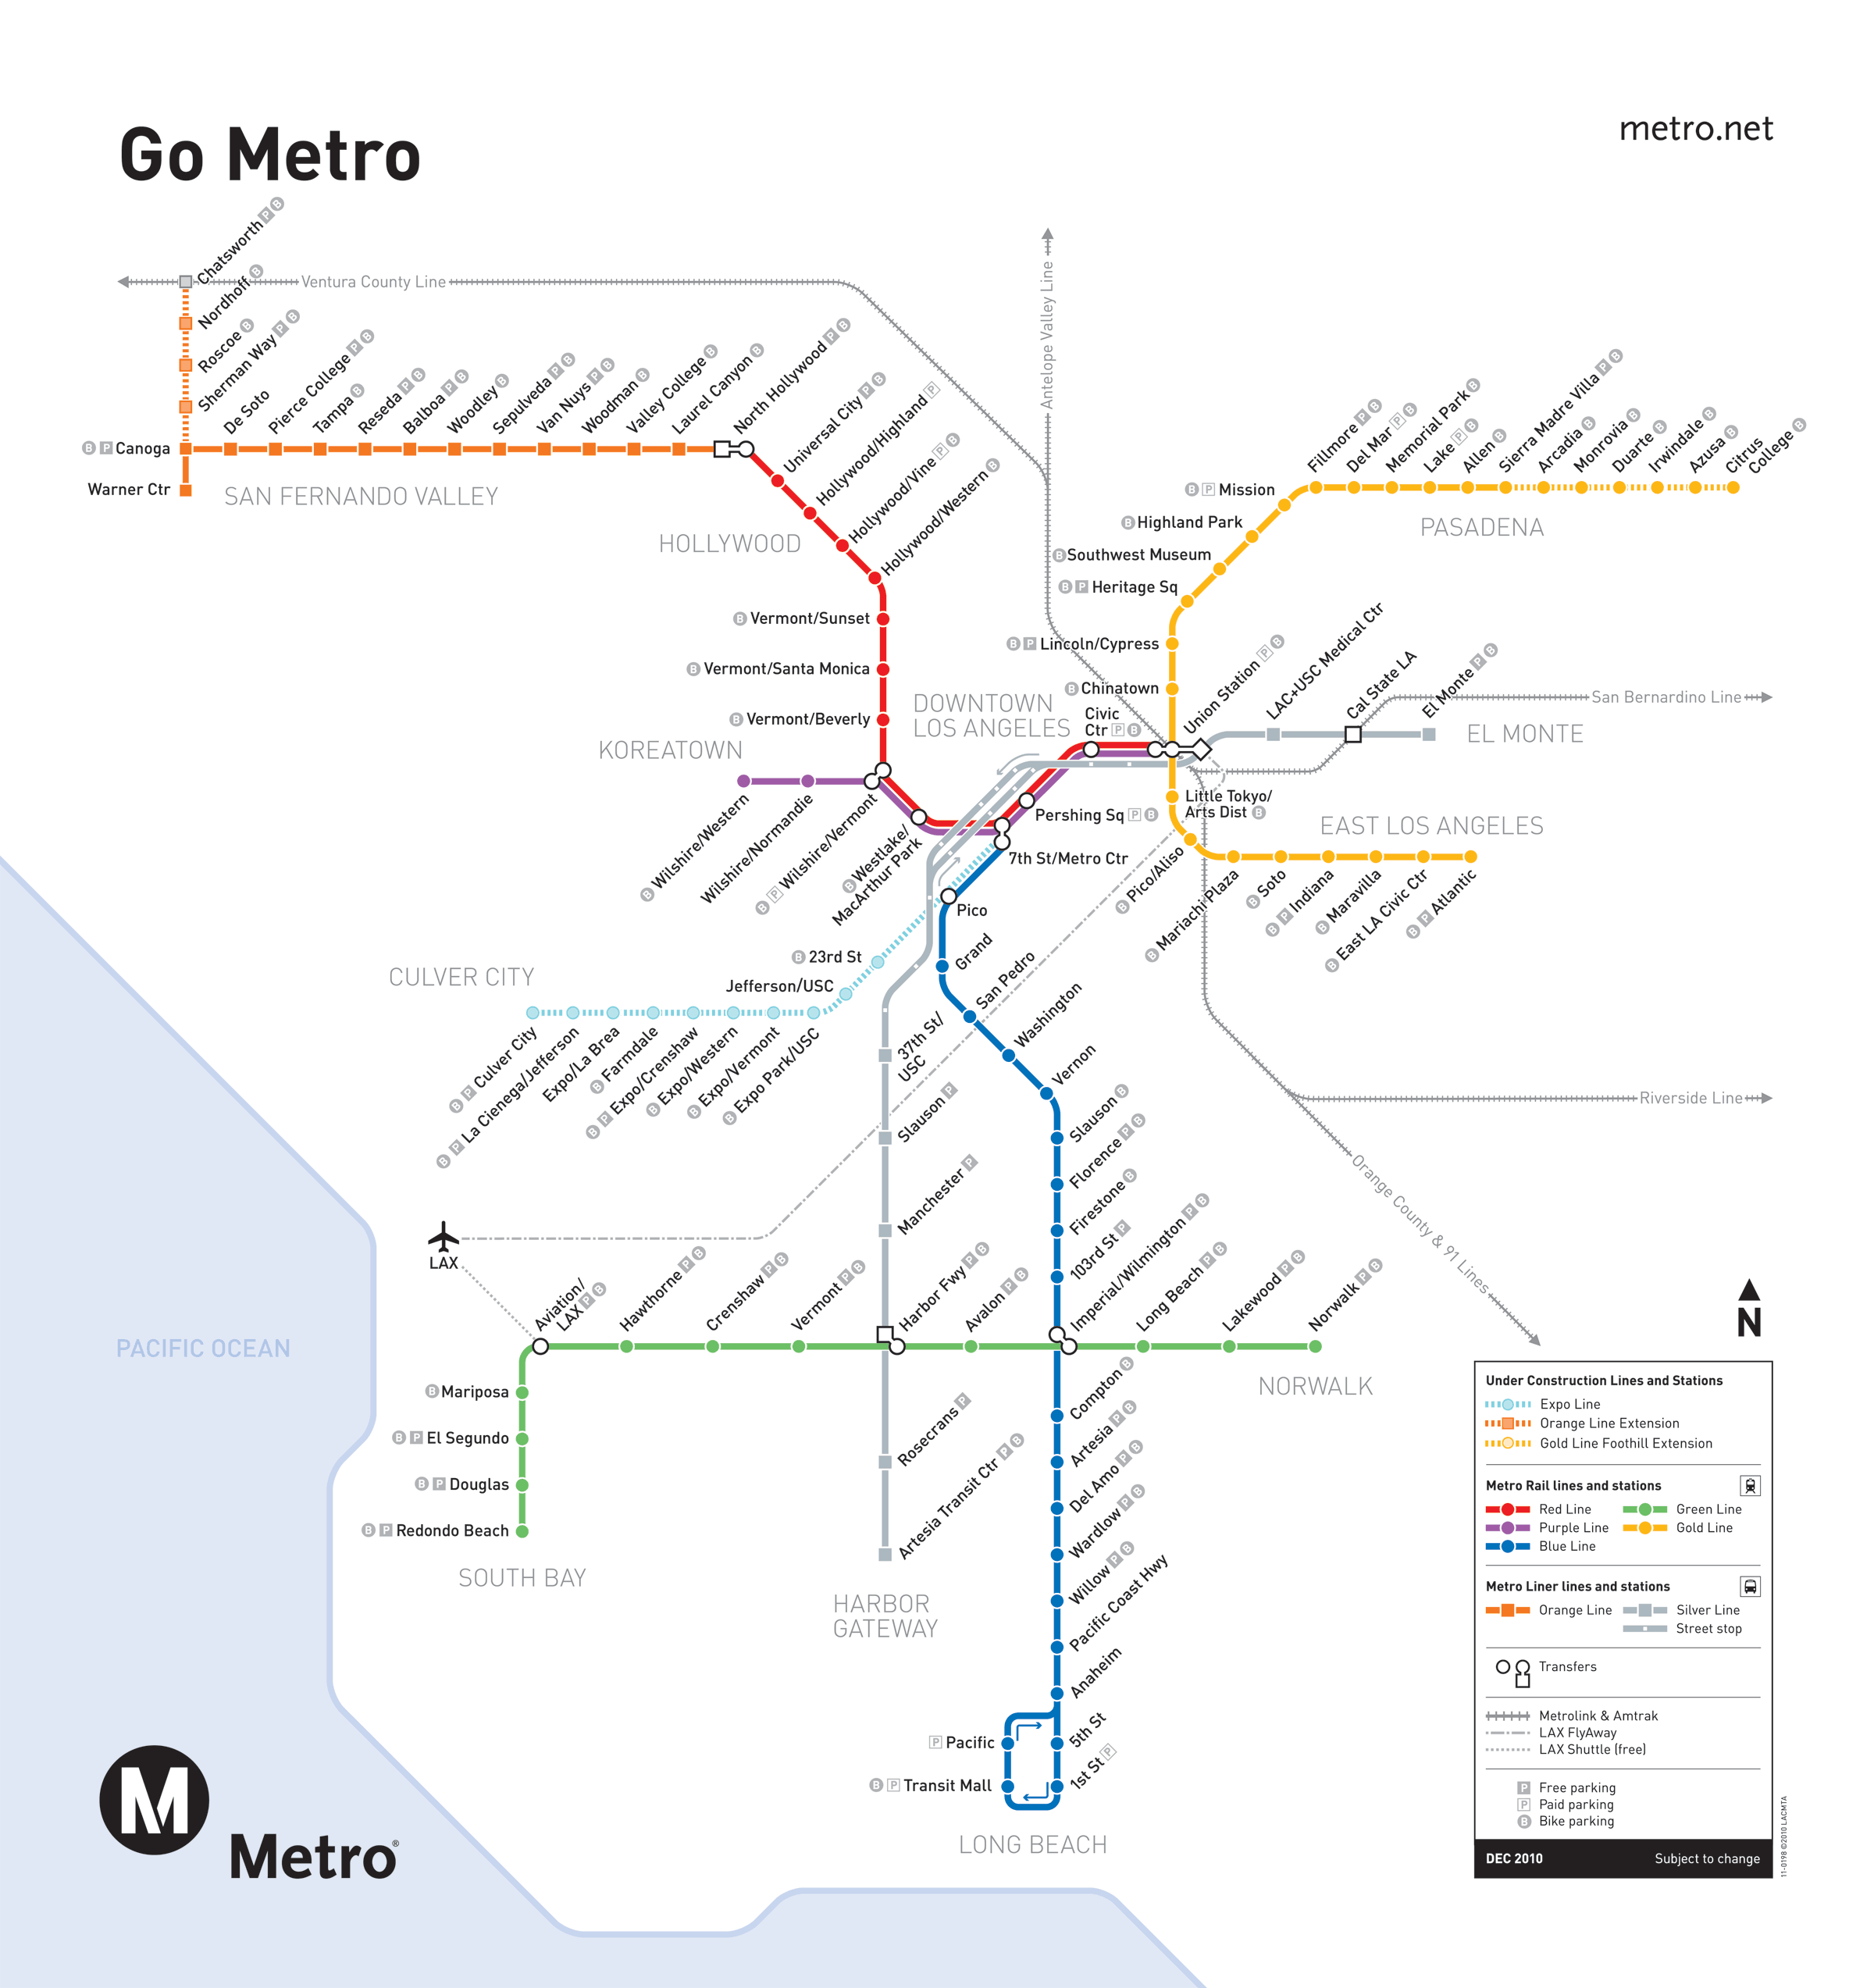 Go Metro
metro.net
Chatsworth P B
Nordhoff B
Roscoe B
Sherman Way P B
B P Canoga
Warner Ctr
De Soto
Pierce College P B
Tampa B
Reseda P B
Balboa P B
Woodley B
Sepulveda P B
Van Nuys P B
Woodman B
Valley College B
Laurel Canyon B
North Hollywood P B
SAN FERNANDO VALLEY
Ventura County Line
Antelope Valley Line
Universal City P B
Hollywood/Highland P
Hollywood/Vine P B
Hollywood/Western B
HOLLYWOOD
B Vermont/Sunset
B Vermont/Santa Monica
B Vermont/Beverly
KOREATOWN
B Wilshire/Western
Wilshire/Normandie
B P Wilshire/Vermont
B Westlake/
MacArthur Park
DOWNTOWN
LOS ANGELES
Civic
Ctr P B
Pershing Sq P B
7th St/Metro Ctr
Union Station P B
Fillmore P B
Del Mar P B
Memorial Park B
Lake P B
Allen B
Sierra Madre Villa P B
Arcadia B
Monrovia B
Duarte B
Irwindale B
Azusa B
Citrus
College B
PASADENA
B P Mission
B Highland Park
B Southwest Museum
B P Heritage Sq
B P Lincoln/Cypress
B Chinatown
LAC+USC Medical Ctr
Cal State LA
El Monte P B
EL MONTE
San Bernardino Line
Little Tokyo/
Arts Dist B
B Pico/Aliso
B Mariachi Plaza
B Soto
B P Indiana
B Maravilla
B East LA Civic Ctr
B P Atlantic
EAST LOS ANGELES
Riverside Line
Orange County & 91 Lines
CULVER CITY
B 23rd St
Jefferson/USC
B P Culver City
B P La Cienega/Jefferson
Expo/La Brea
B Farmdale
B P Expo/Crenshaw
B Expo/Western
B Expo/Vermont
B Expo Park/USC
Pico
Grand
San Pedro
Washington
Vernon
Slauson B
Florence P B
Firestone B
103rd St P
Imperial/Wilmington P B
37th St/
USC
Slauson P
Manchester P
Harbor Fwy P B
Rosecrans P
Artesia Transit Ctr P B
HARBOR
GATEWAY
LAX
Aviation/
LAX P B
Hawthorne P B
Crenshaw P B
Vermont P B
Avalon P B
Long Beach P B
Lakewood P B
Norwalk P B
NORWALK
B Mariposa
B P El Segundo
B P Douglas
B P Redondo Beach
SOUTH BAY
PACIFIC OCEAN
Compton B
Artesia P B
Del Amo P B
Wardlow P B
Willow P B
Pacific Coast Hwy
Anaheim
5th St
1st St P
P Pacific
B P Transit Mall
LONG BEACH
N
Under Construction Lines and Stations
Expo Line
Orange Line Extension
Gold Line Foothill Extension
Metro Rail lines and stations
Red Line
Green Line
Purple Line
Gold Line
Blue Line
Metro Liner lines and stations
Orange Line
Silver Line
Street stop
Transfers
Metrolink & Amtrak
LAX FlyAway
LAX Shuttle (free)
P Free parking
P Paid parking
B Bike parking
DEC 2010
Subject to change
11-0198 ©2010 LACMTA
M
Metro®